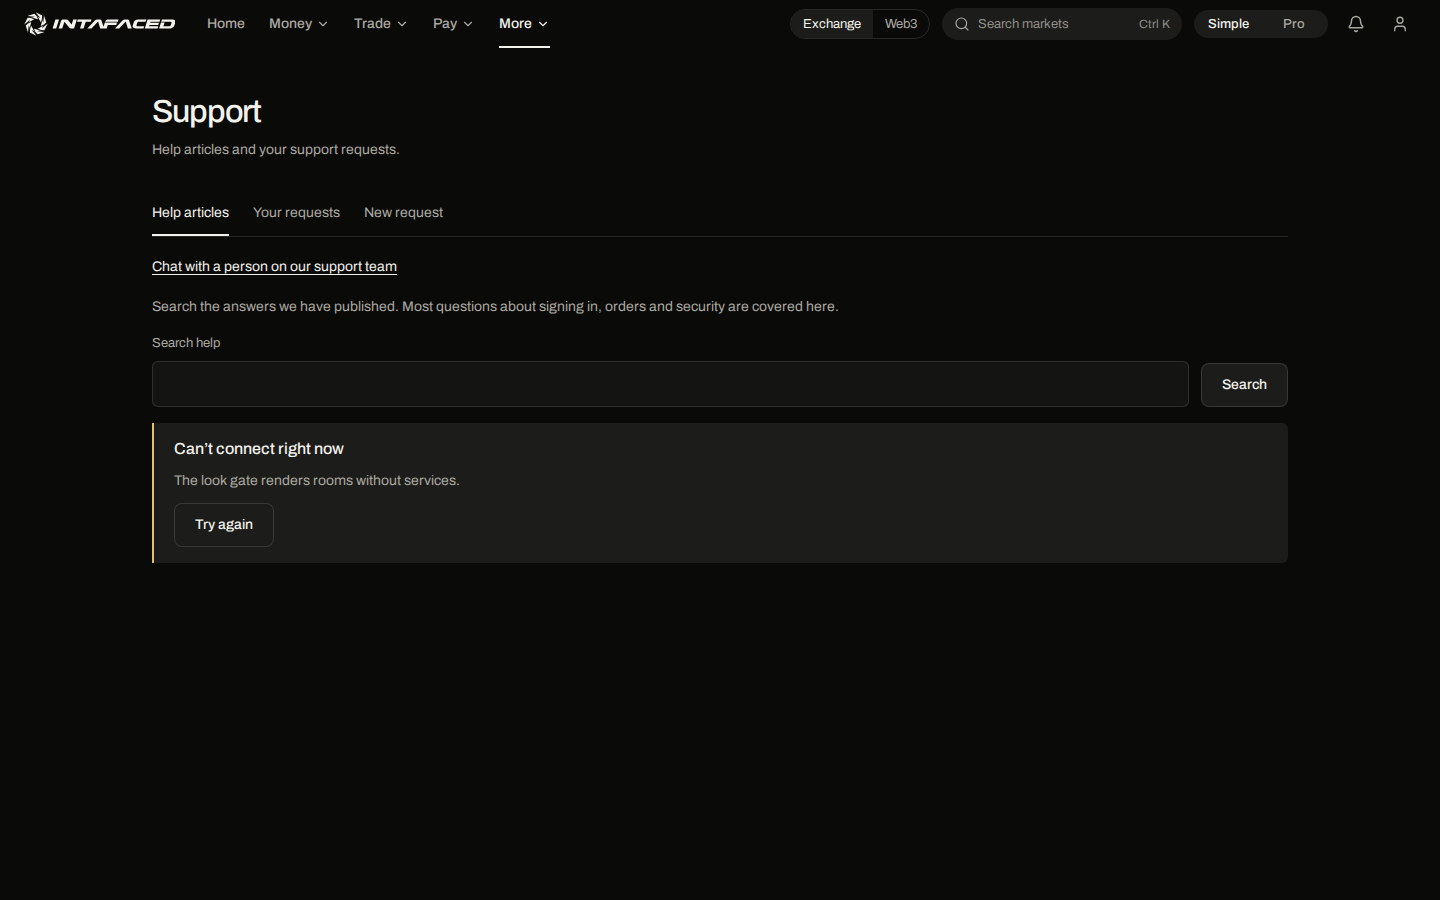 INTAFACED
Home
Money
Trade
Pay
More
Exchange
Web3
Search markets
Ctrl K
Simple
Pro
Support
Help articles and your support requests.
Help articles
Your requests
New request
Chat with a person on our support team
Search the answers we have published. Most questions about signing in, orders and security are covered here.
Search help
Search
Can’t connect right now
The look gate renders rooms without services.
Try again